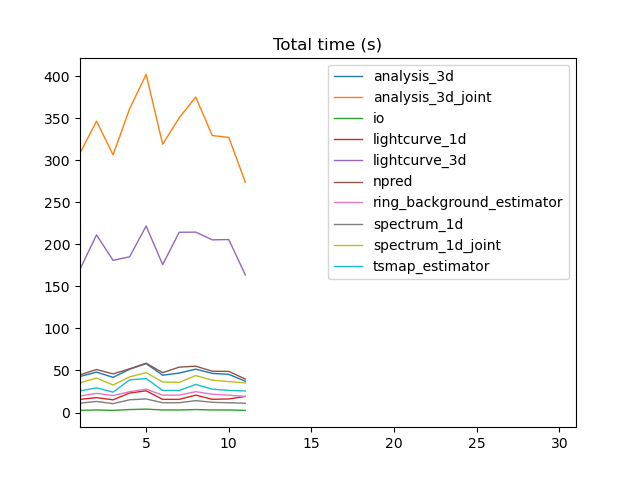 Total time (s)
400
350
300
250
200
150
100
50
0
5
10
15
20
25
30
analysis_3d
analysis_3d_joint
io
lightcurve_1d
lightcurve_3d
npred
ring_background_estimator
spectrum_1d
spectrum_1d_joint
tsmap_estimator